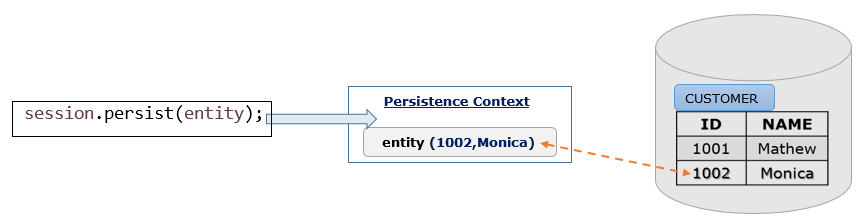 session.persist(entity);
Persistence Context
entity (1002,Monica)
CUSTOMER
ID NAME
1001 Mathew
1002 Monica